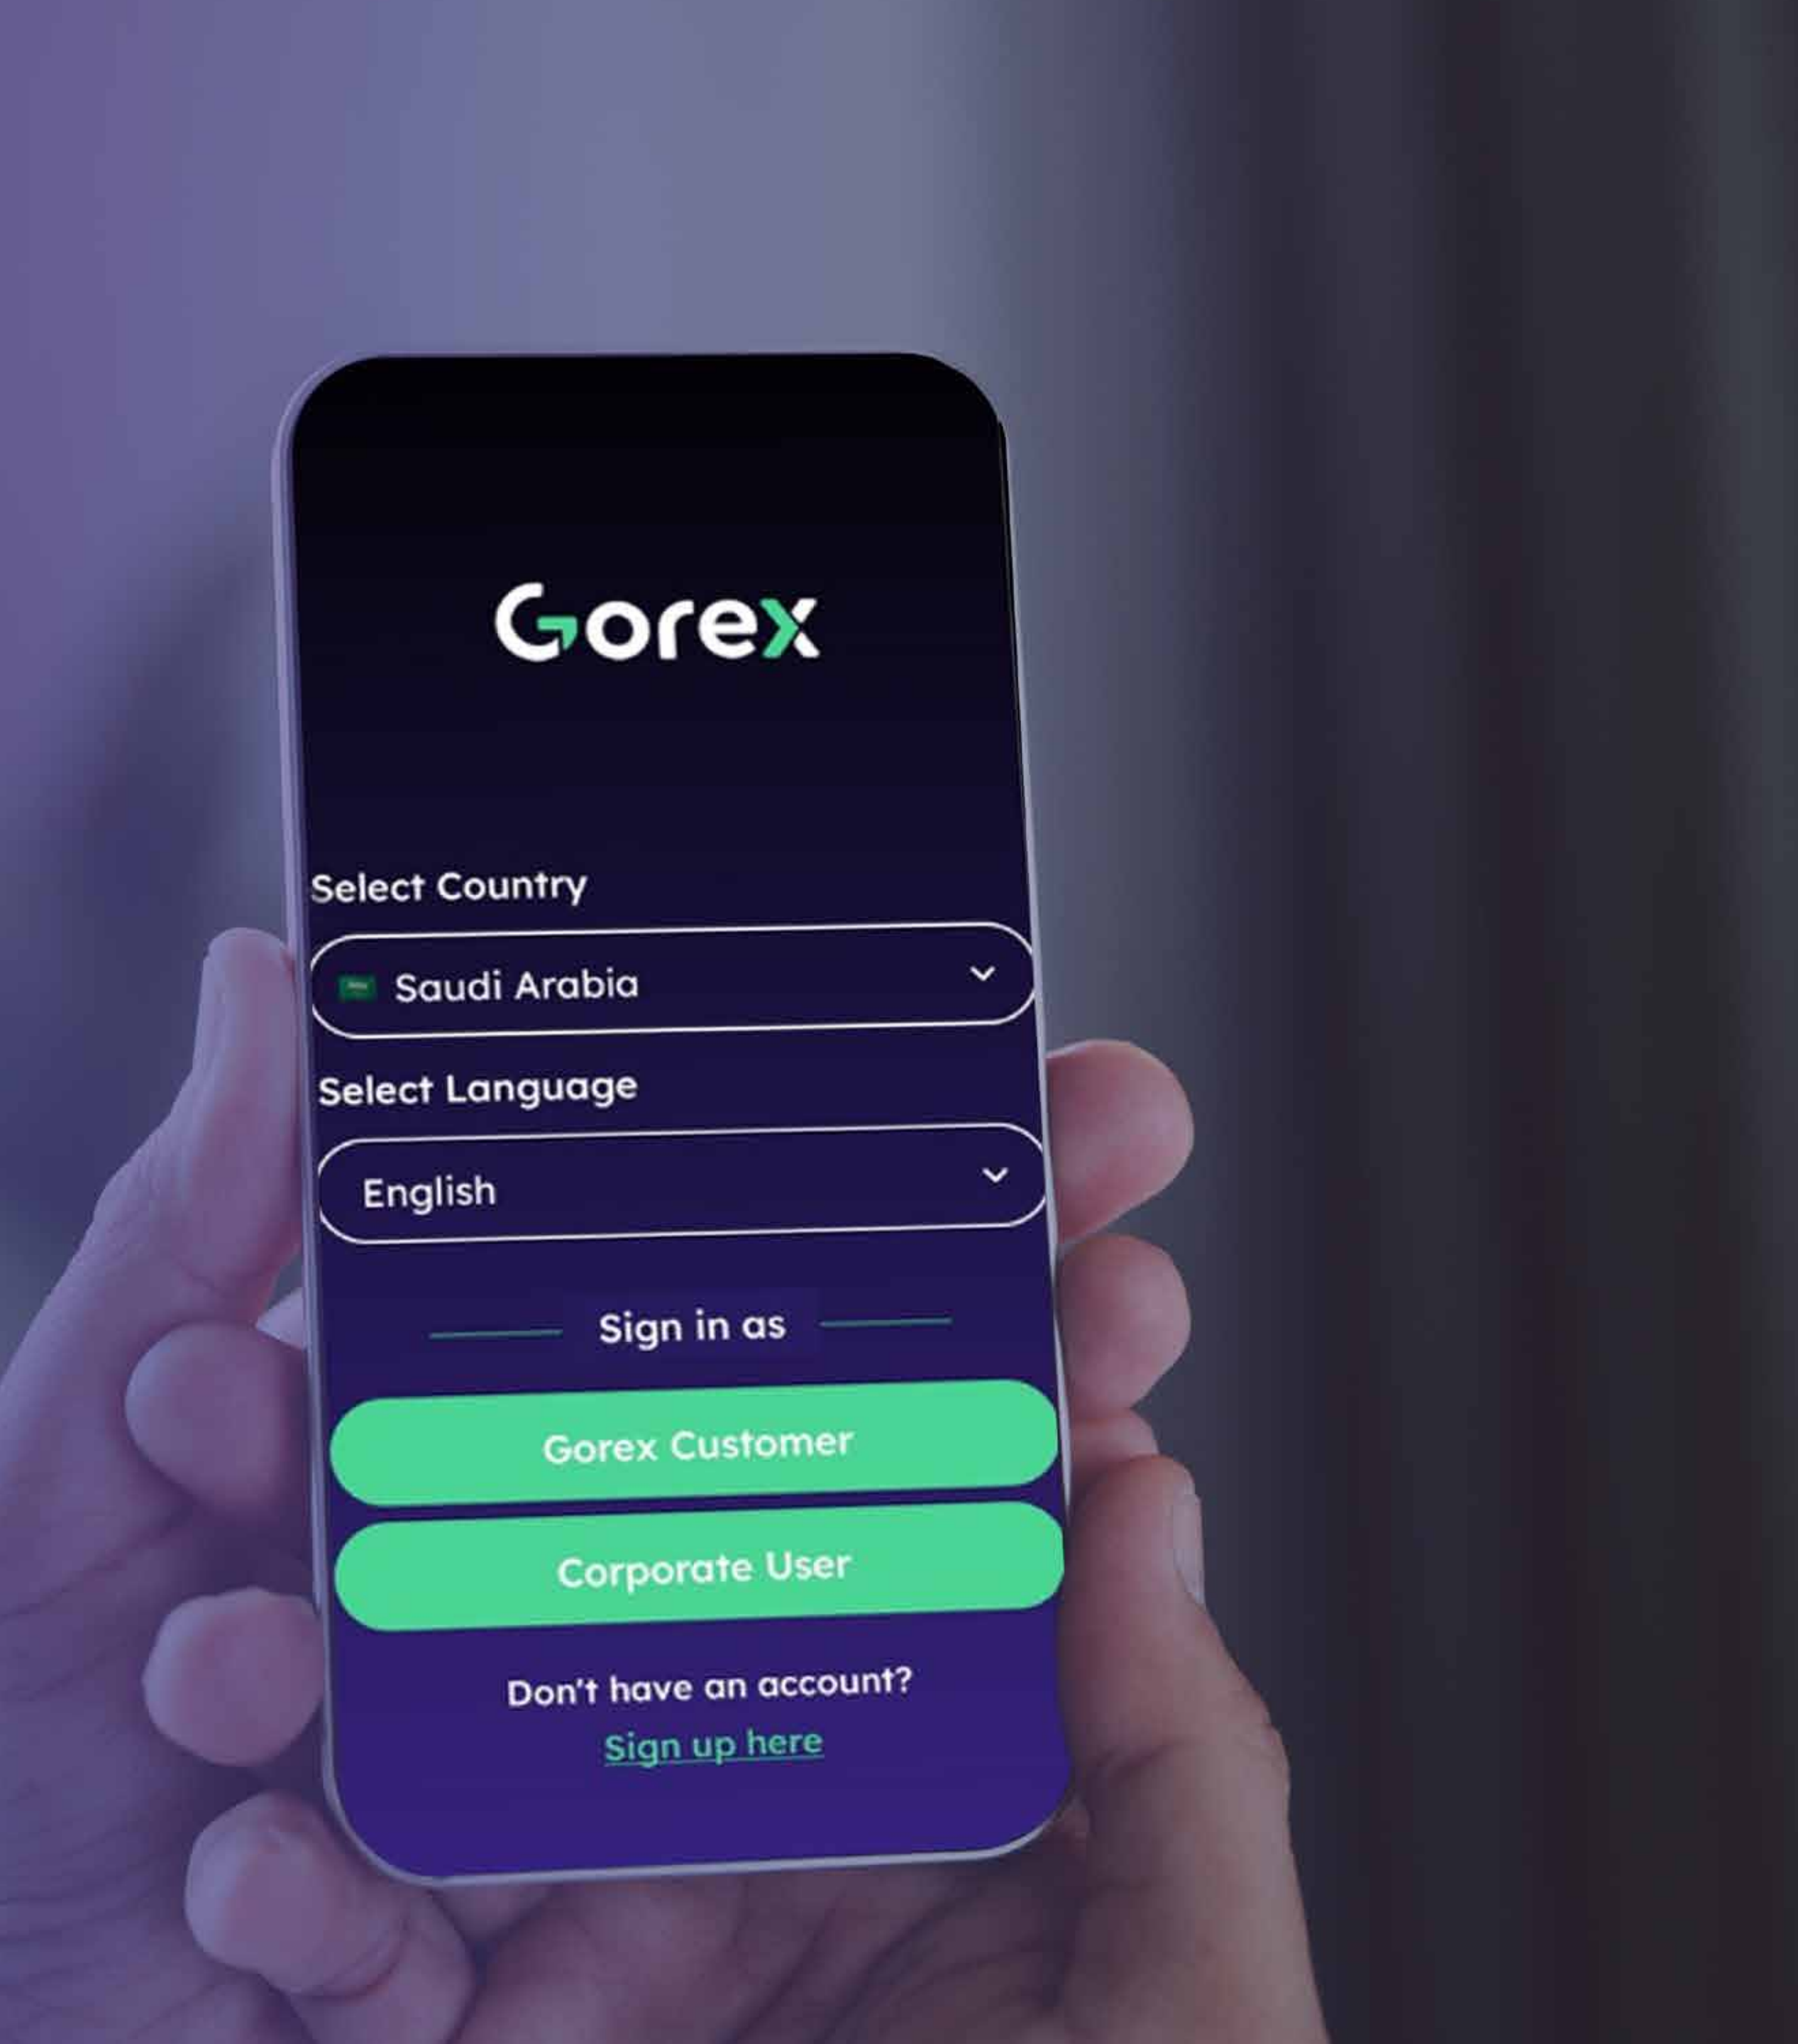 Gorex
Select Country
Saudi Arabia
Select Language
English
Sign in as
Gorex Customer
Corporate User
Don't have an account?
Sign up here